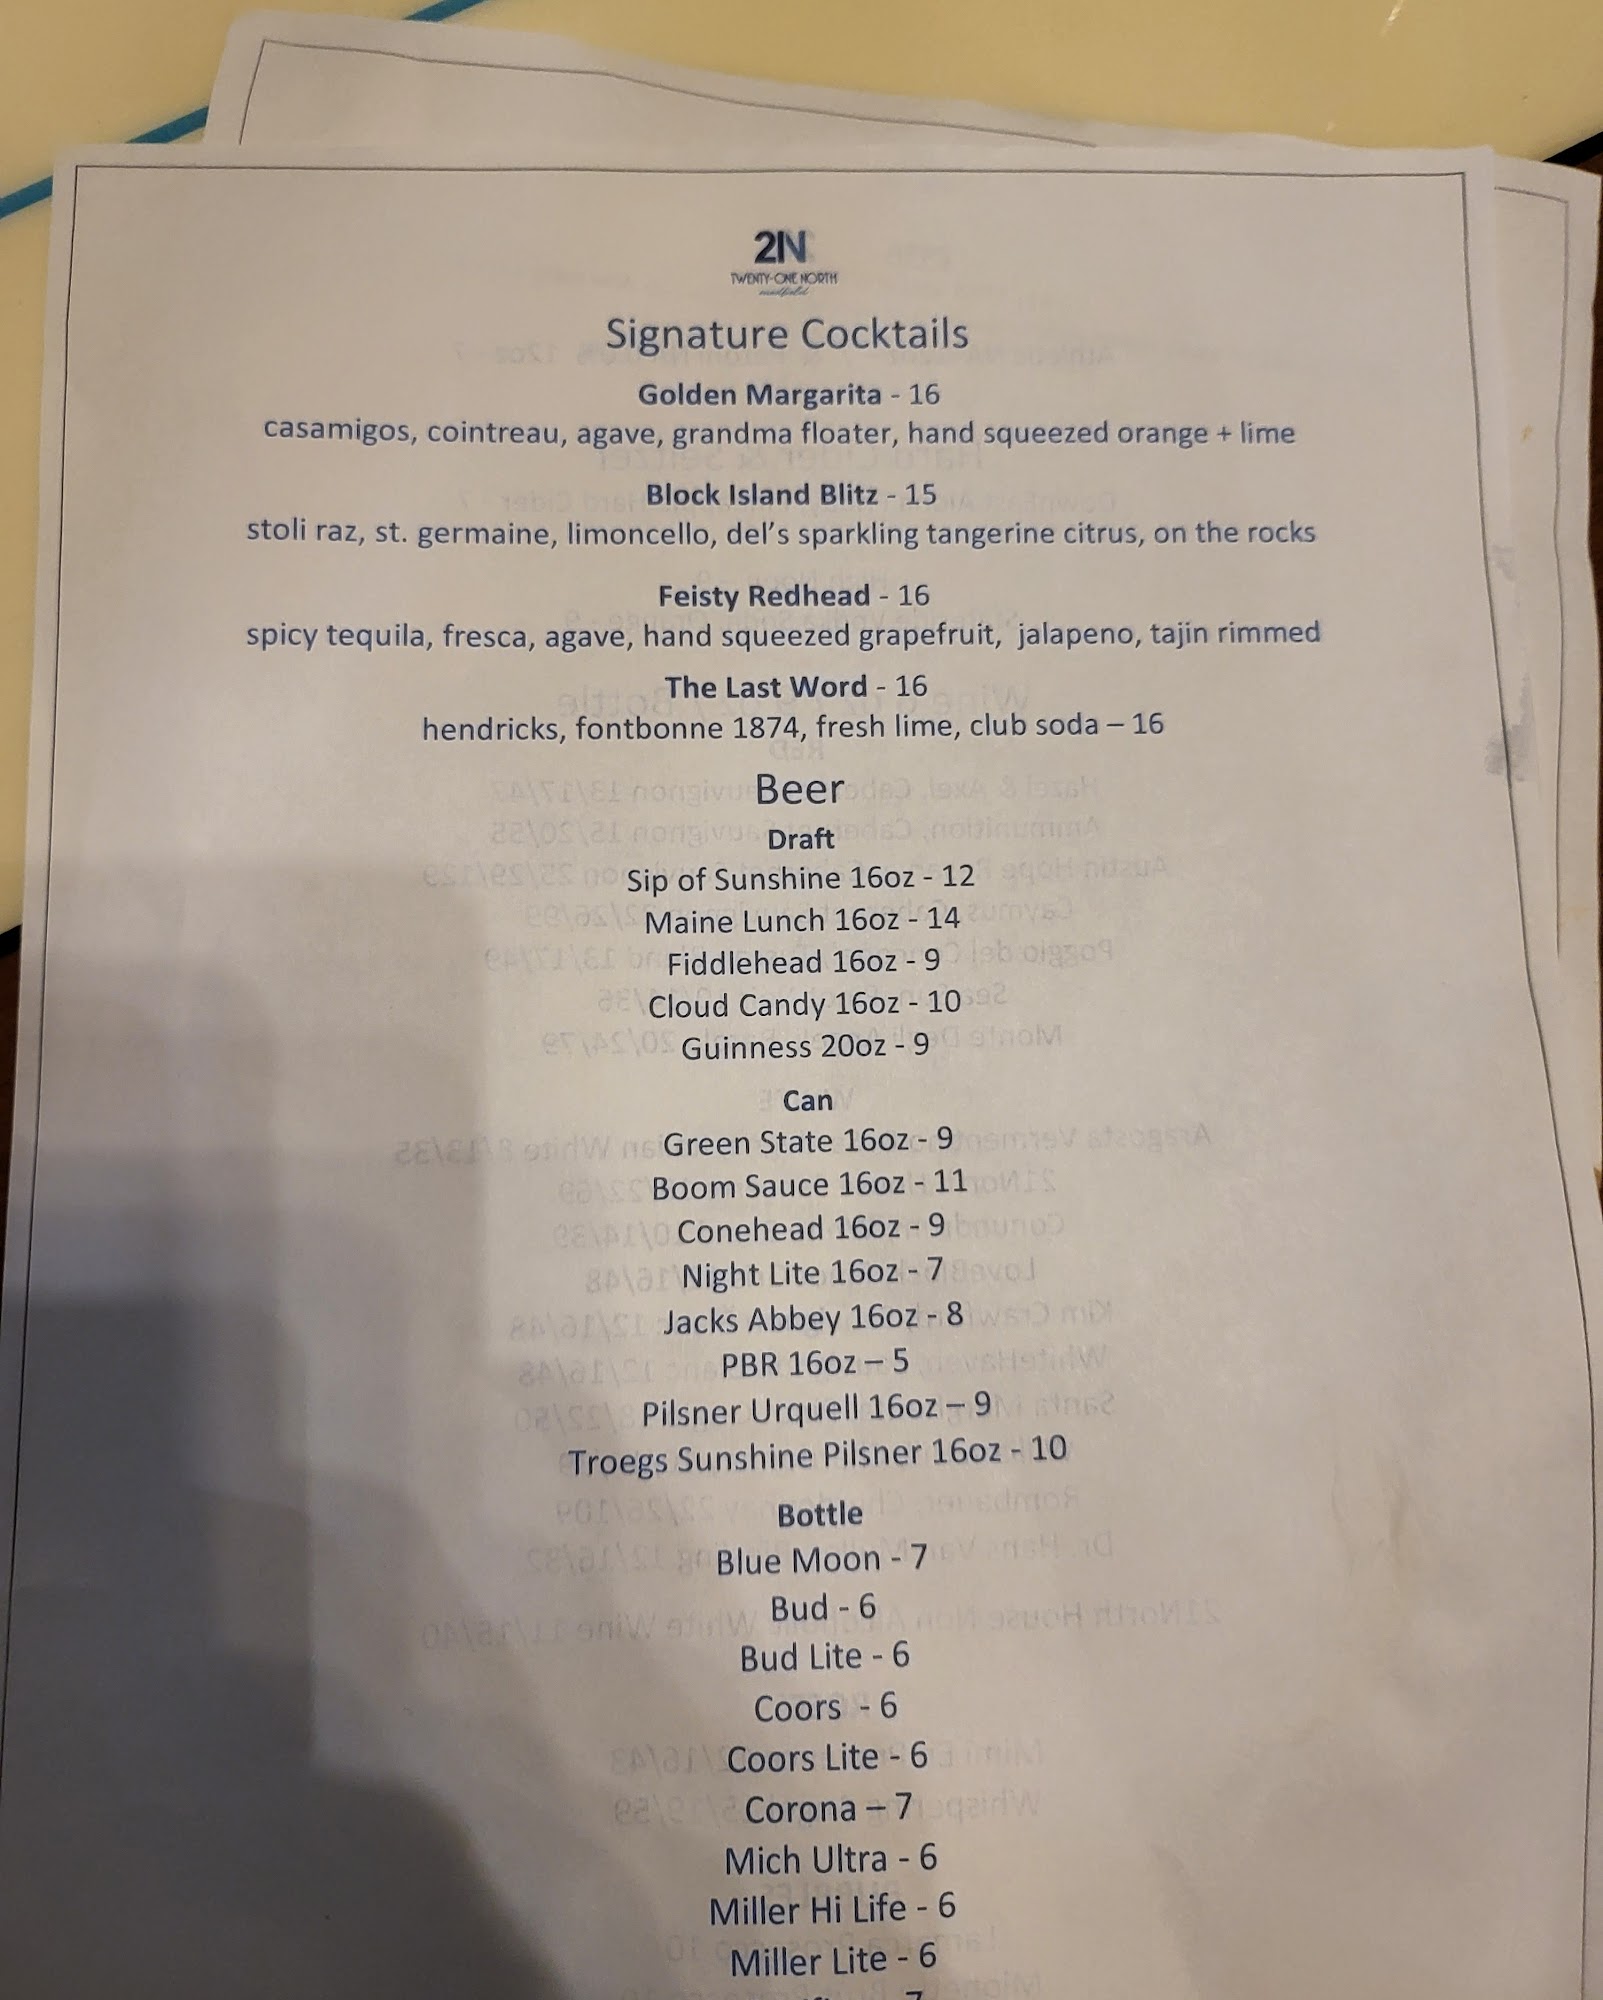 2N
TWENTY-ONE NORTH
medfield
Signature Cocktails
Golden Margarita - 16
casamigos, cointreau, agave, grandma floater, hand squeezed orange + lime
Block Island Blitz - 15
stoli raz, st. germaine, limoncello, del's sparkling tangerine citrus, on the rocks
Feisty Redhead - 16
spicy tequila, fresca, agave, hand squeezed grapefruit, jalapeno, tajin rimmed
The Last Word - 16
hendricks, fontbonne 1874, fresh lime, club soda – 16
Beer
Draft
Sip of Sunshine 16oz - 12
Maine Lunch 16oz - 14
Fiddlehead 16oz - 9
Cloud Candy 16oz - 10
Guinness 20oz - 9
Can
Green State 16oz - 9
Boom Sauce 16oz - 11
Conehead 16oz - 9
Night Lite 16oz - 7
Jacks Abbey 16oz - 8
PBR 16oz – 5
Pilsner Urquell 16oz – 9
Troegs Sunshine Pilsner 16oz - 10
Bottle
Blue Moon - 7
Bud - 6
Bud Lite - 6
Coors - 6
Coors Lite - 6
Corona – 7
Mich Ultra - 6
Miller Hi Life - 6
Miller Lite - 6